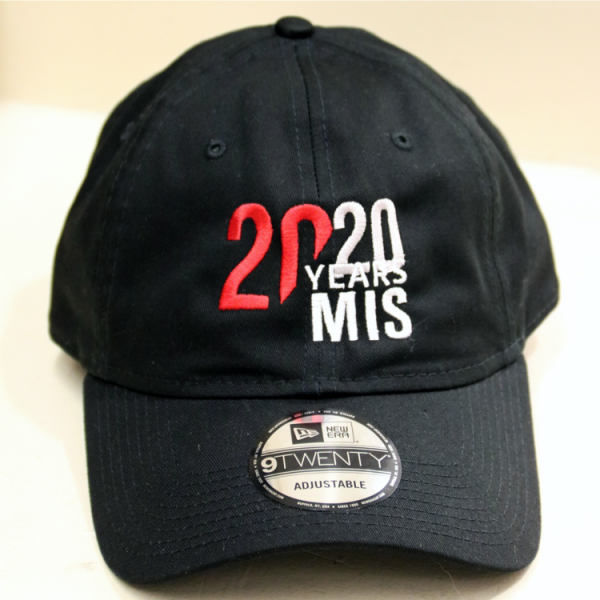 2020
YEARS
MIS
NEW ERA
9TWENTY
ADJUSTABLE